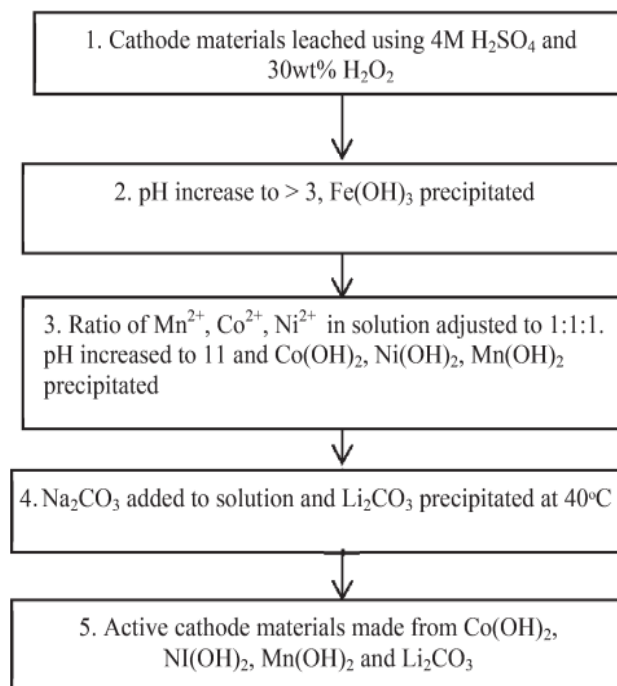 1. Cathode materials leached using 4M H₂SO₄ and
30wt% H₂O₂
2. pH increase to > 3, Fe(OH)₃ precipitated
3. Ratio of Mn²⁺, Co²⁺, Ni²⁺ in solution adjusted to 1:1:1.
pH increased to 11 and Co(OH)₂, Ni(OH)₂, Mn(OH)₂
precipitated
4. Na₂CO₃ added to solution and Li₂CO₃ precipitated at 40ºC
5. Active cathode materials made from Co(OH)₂,
NI(OH)₂, Mn(OH)₂ and Li₂CO₃